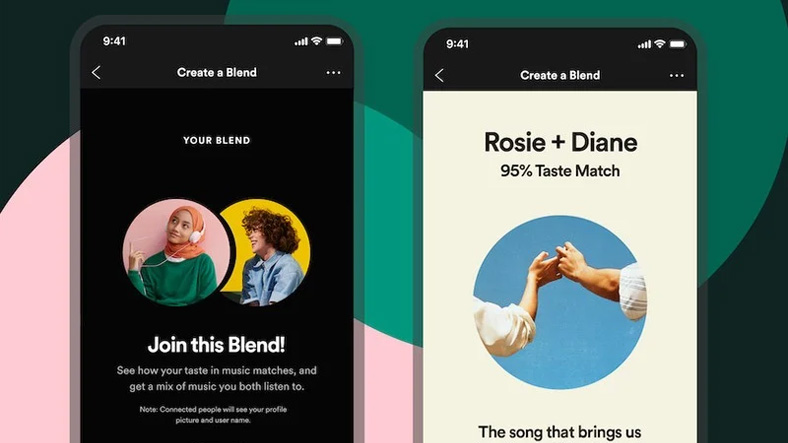 9:41
Create a Blend
YOUR BLEND
Join this Blend!
See how your taste in music matches, and
get a mix of music you both listen to.
Note: Connected people will see your profile
picture and user name.
9:41
Create a Blend
Rosie + Diane
95% Taste Match
The song that brings us